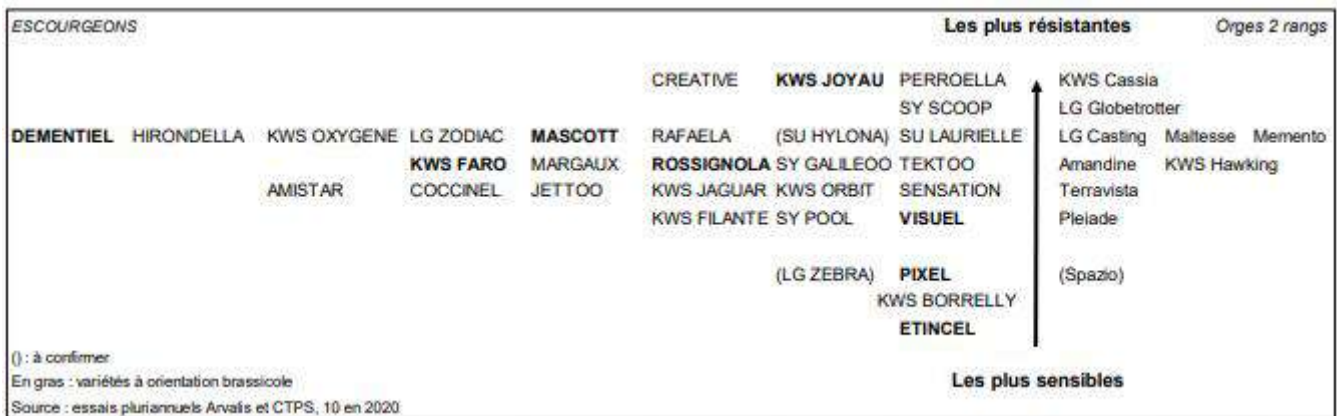 ESCOURGEONS Les plus résistantes Orges 2 rangs
CREATIVE KWS JOYAU PERROELLA KWS Cassia
SY SCOOP LG Globetrotter
DEMENTIEL HIRONDELLA KWS OXYGENE LG ZODIAC MASCOTT RAFAELA (SU HYLONA) SU LAURIELLE LG Casting Maltesse Memento
KWS FARO MARGAUX ROSSIGNOLA SY GALILEOO TEKTOO Amandine KWS Hawking
AMISTAR COCCINEL JETTOO KWS JAGUAR KWS ORBIT SENSATION Terravista
KWS FILANTE SY POOL VISUEL Pleiade
(LG ZEBRA) PIXEL (Spazio)
KWS BORRELLY
ETINCEL
() : à confirmer
En gras : variétés à orientation brassicole Les plus sensibles
Source : essais pluriannuels Arvalis et CTPS, 10 en 2020